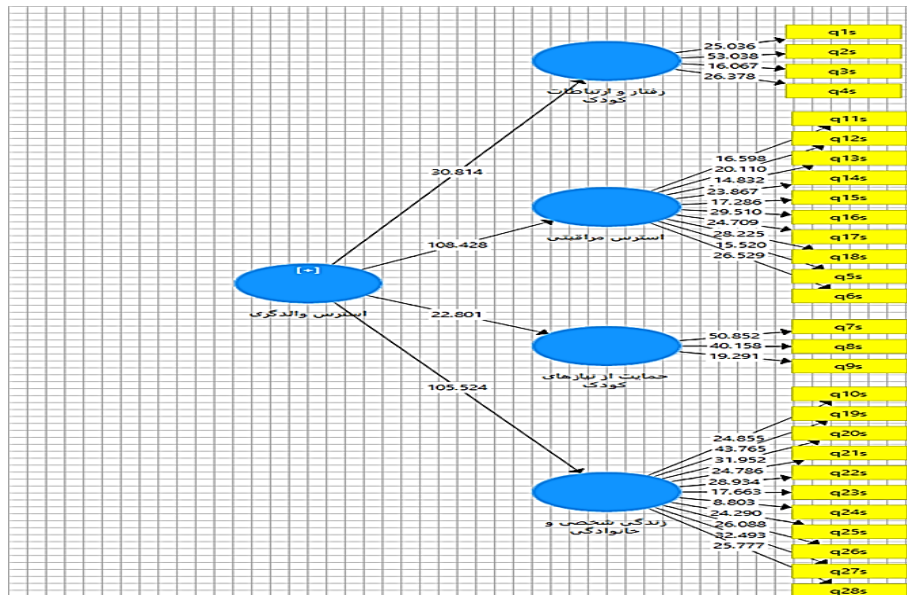 25.036
53.038
16.067
26.378
q1s
q2s
q3s
q4s
رفتار و ارتباطات
کودک
30.814
16.598
20.110
14.832
23.867
17.286
29.510
24.709
28.225
15.520
26.529
q11s
q12s
q13s
q14s
q15s
q16s
q17s
q18s
q5s
q6s
استرس مراقبتی
108.428
[+]
استرس والدگری
22.801
50.852
40.158
19.291
q7s
q8s
q9s
حمایت از نیازهای
کودک
105.524
24.855
43.765
31.952
24.786
28.934
17.663
8.803
24.290
26.088
32.493
25.777
q10s
q19s
q20s
q21s
q22s
q23s
q24s
q25s
q26s
q27s
q28s
زندگی شخصی و
خانوادگی